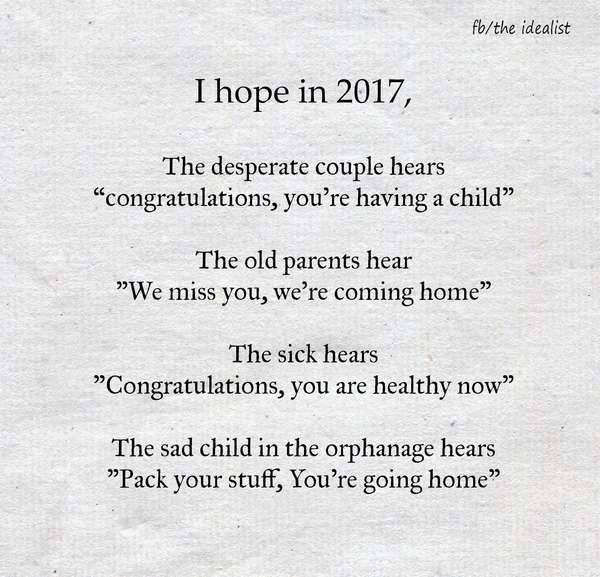 fb/the idealist
I hope in 2017,
The desperate couple hears
“congratulations, you’re having a child”
The old parents hear
”We miss you, we’re coming home”
The sick hears
”Congratulations, you are healthy now”
The sad child in the orphanage hears
”Pack your stuff, You’re going home”